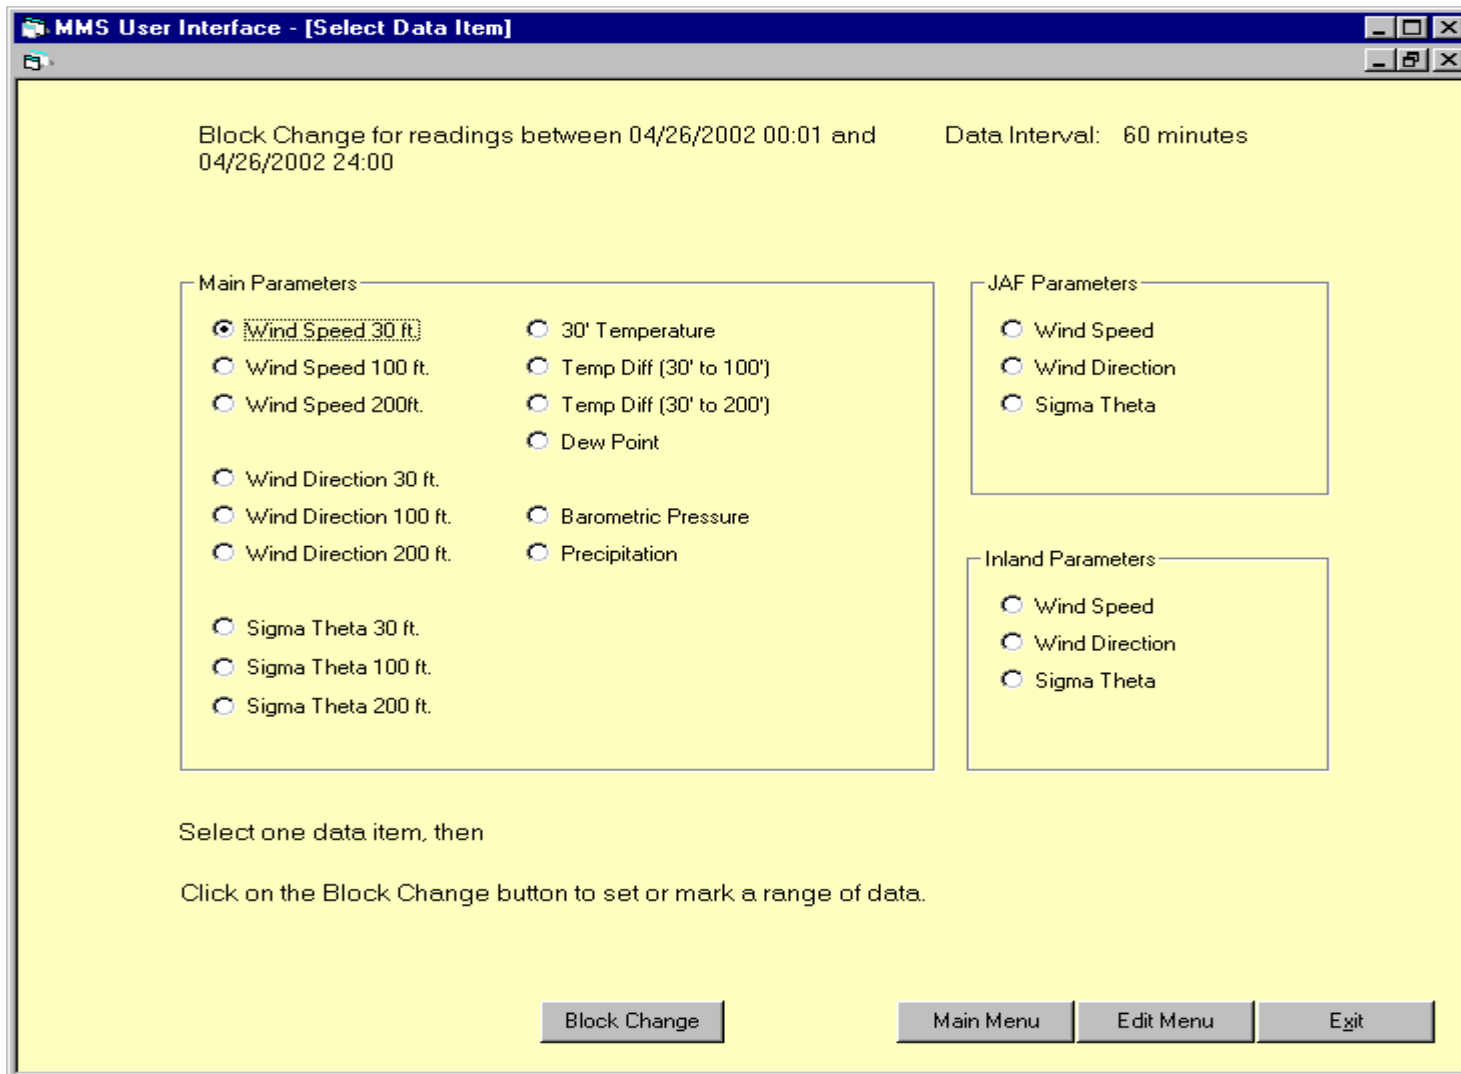 MMS User Interface - [Select Data Item]
Block Change for readings between 04/26/2002 00:01 and
04/26/2002 24:00
Data Interval: 60 minutes
Main Parameters
Wind Speed 30 ft.
Wind Speed 100 ft.
Wind Speed 200ft.
Wind Direction 30 ft.
Wind Direction 100 ft.
Wind Direction 200 ft.
Sigma Theta 30 ft.
Sigma Theta 100 ft.
Sigma Theta 200 ft.
30' Temperature
Temp Diff (30' to 100')
Temp Diff (30' to 200')
Dew Point
Barometric Pressure
Precipitation
JAF Parameters
Wind Speed
Wind Direction
Sigma Theta
Inland Parameters
Wind Speed
Wind Direction
Sigma Theta
Select one data item, then
Click on the Block Change button to set or mark a range of data.
Block Change
Main Menu
Edit Menu
Exit